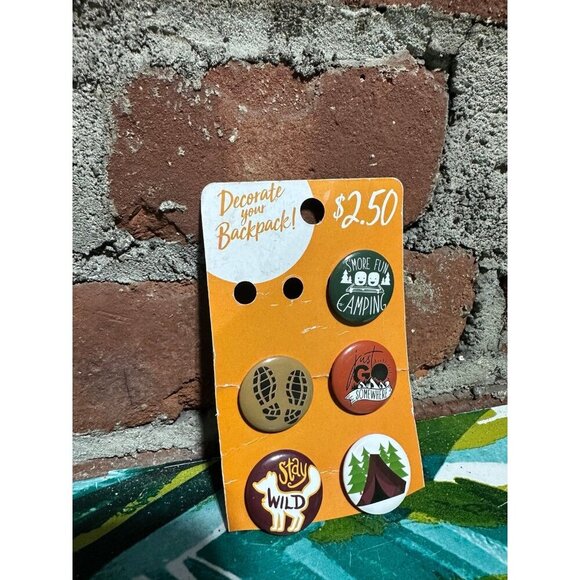 Decorate
your
Backpack!
$2.50
S'MORE FUN
CAMPING
just
GO
SOMEWHERE
Stay
WILD